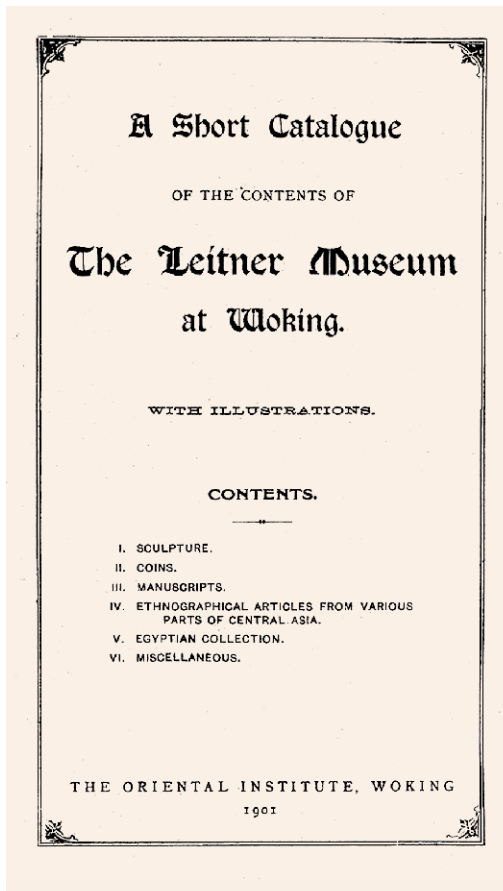 A Short Catalogue
OF THE CONTENTS OF
The Leitner Museum
at Woking.
WITH ILLUSTRATIONS.
CONTENTS.
I. SCULPTURE.
II. COINS.
III. MANUSCRIPTS.
IV. ETHNOGRAPHICAL ARTICLES FROM VARIOUS
PARTS OF CENTRAL ASIA.
V. EGYPTIAN COLLECTION.
VI. MISCELLANEOUS.
THE ORIENTAL INSTITUTE, WOKING
1901